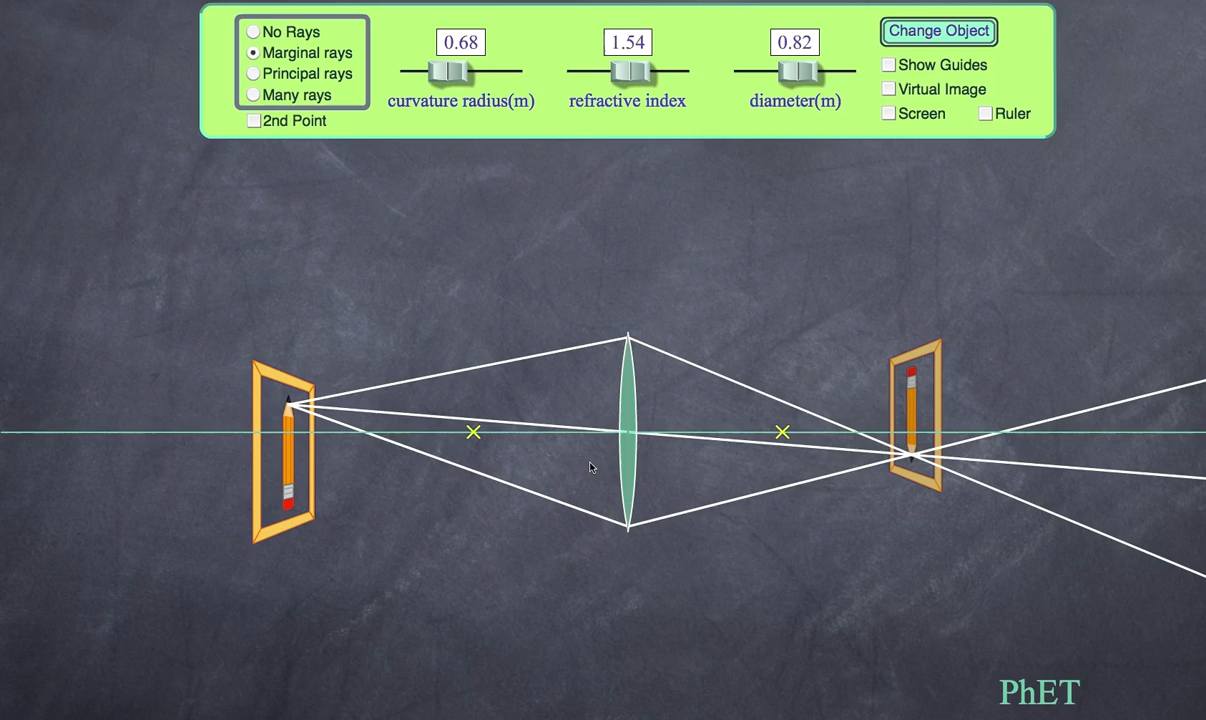 No Rays
Marginal rays
Principal rays
Many rays
2nd Point
0.68
curvature radius(m)
1.54
refractive index
0.82
diameter(m)
Change Object
Show Guides
Virtual Image
Screen
Ruler
PhET